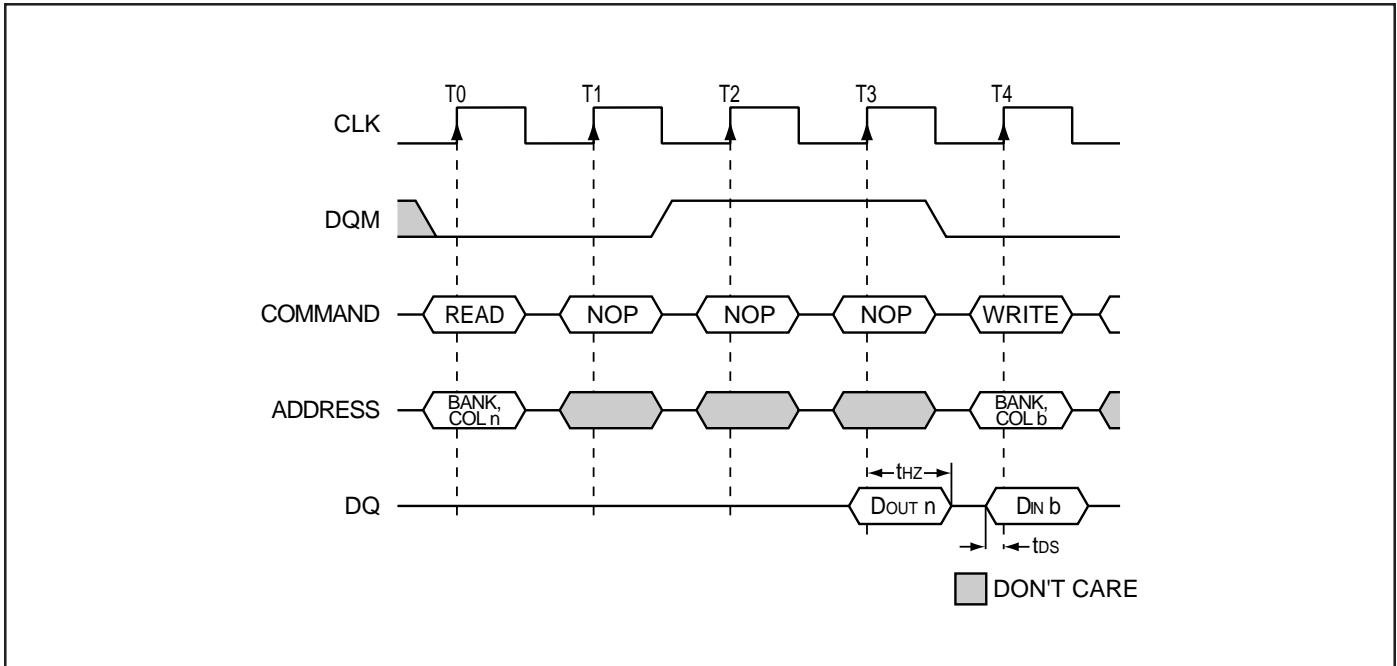 T0 T1 T2 T3 T4
CLK
DQM
COMMAND READ NOP NOP NOP WRITE
ADDRESS BANK, COL n BANK, COL b
tHZ
DQ DOUT n DIN b
tDS
DON'T CARE